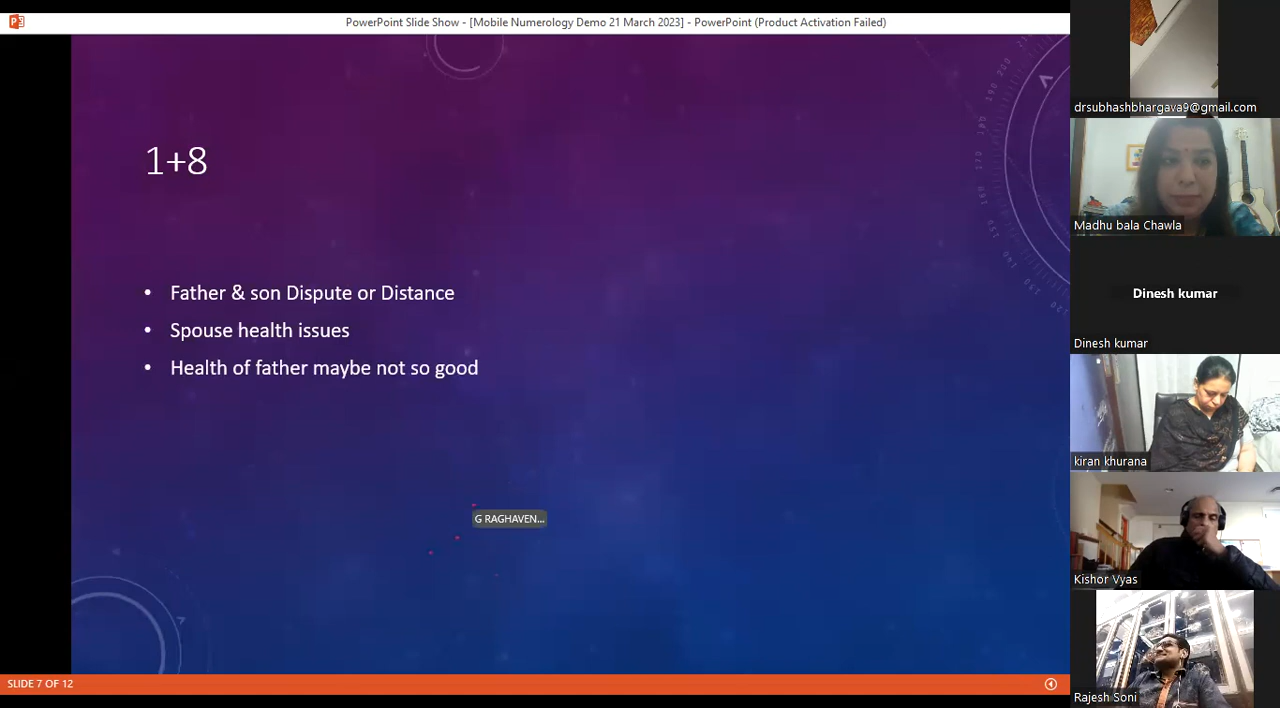 PowerPoint Slide Show - [Mobile Numerology Demo 21 March 2023] - PowerPoint (Product Activation Failed)
1+8
• Father & son Dispute or Distance
• Spouse health issues
• Health of father maybe not so good
G RAGHAVEN...
SLIDE 7 OF 12
drsubhashbhargava9@gmail.com
Madhu bala Chawla
Dinesh kumar
Dinesh kumar
kiran khurana
Kishor Vyas
Rajesh Soni